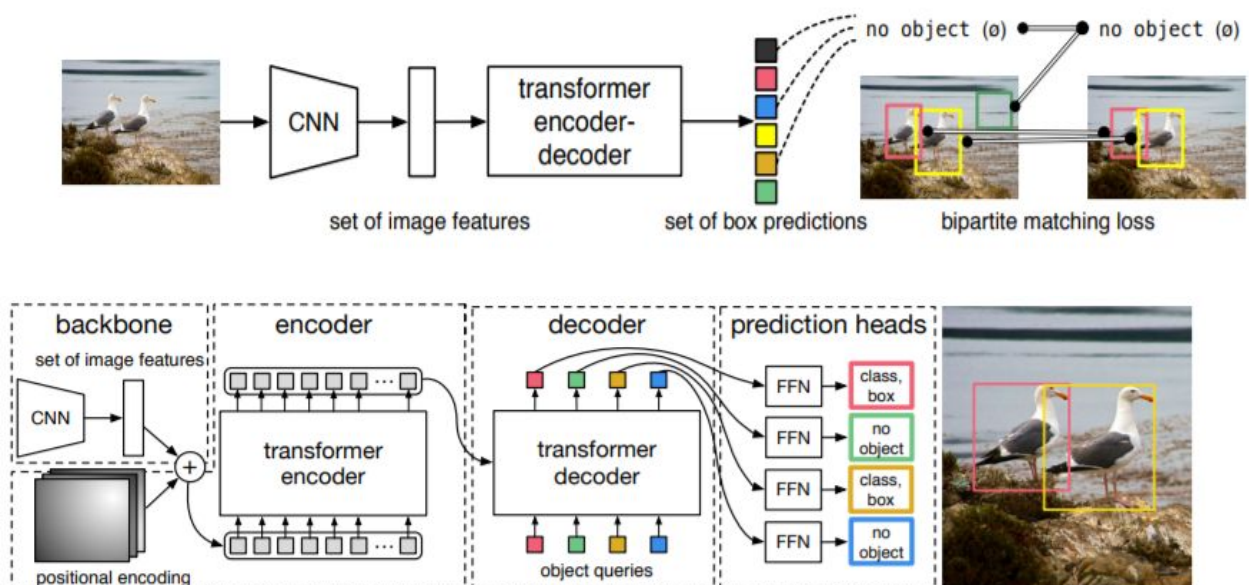 no object (ø)
no object (ø)
CNN
transformer
encoder-
decoder
set of image features
set of box predictions
bipartite matching loss
backbone
set of image features
CNN
+
positional encoding
encoder
...
transformer
encoder
...
decoder
transformer
decoder
object queries
prediction heads
FFN
class,
box
FFN
no
object
FFN
class,
box
FFN
no
object